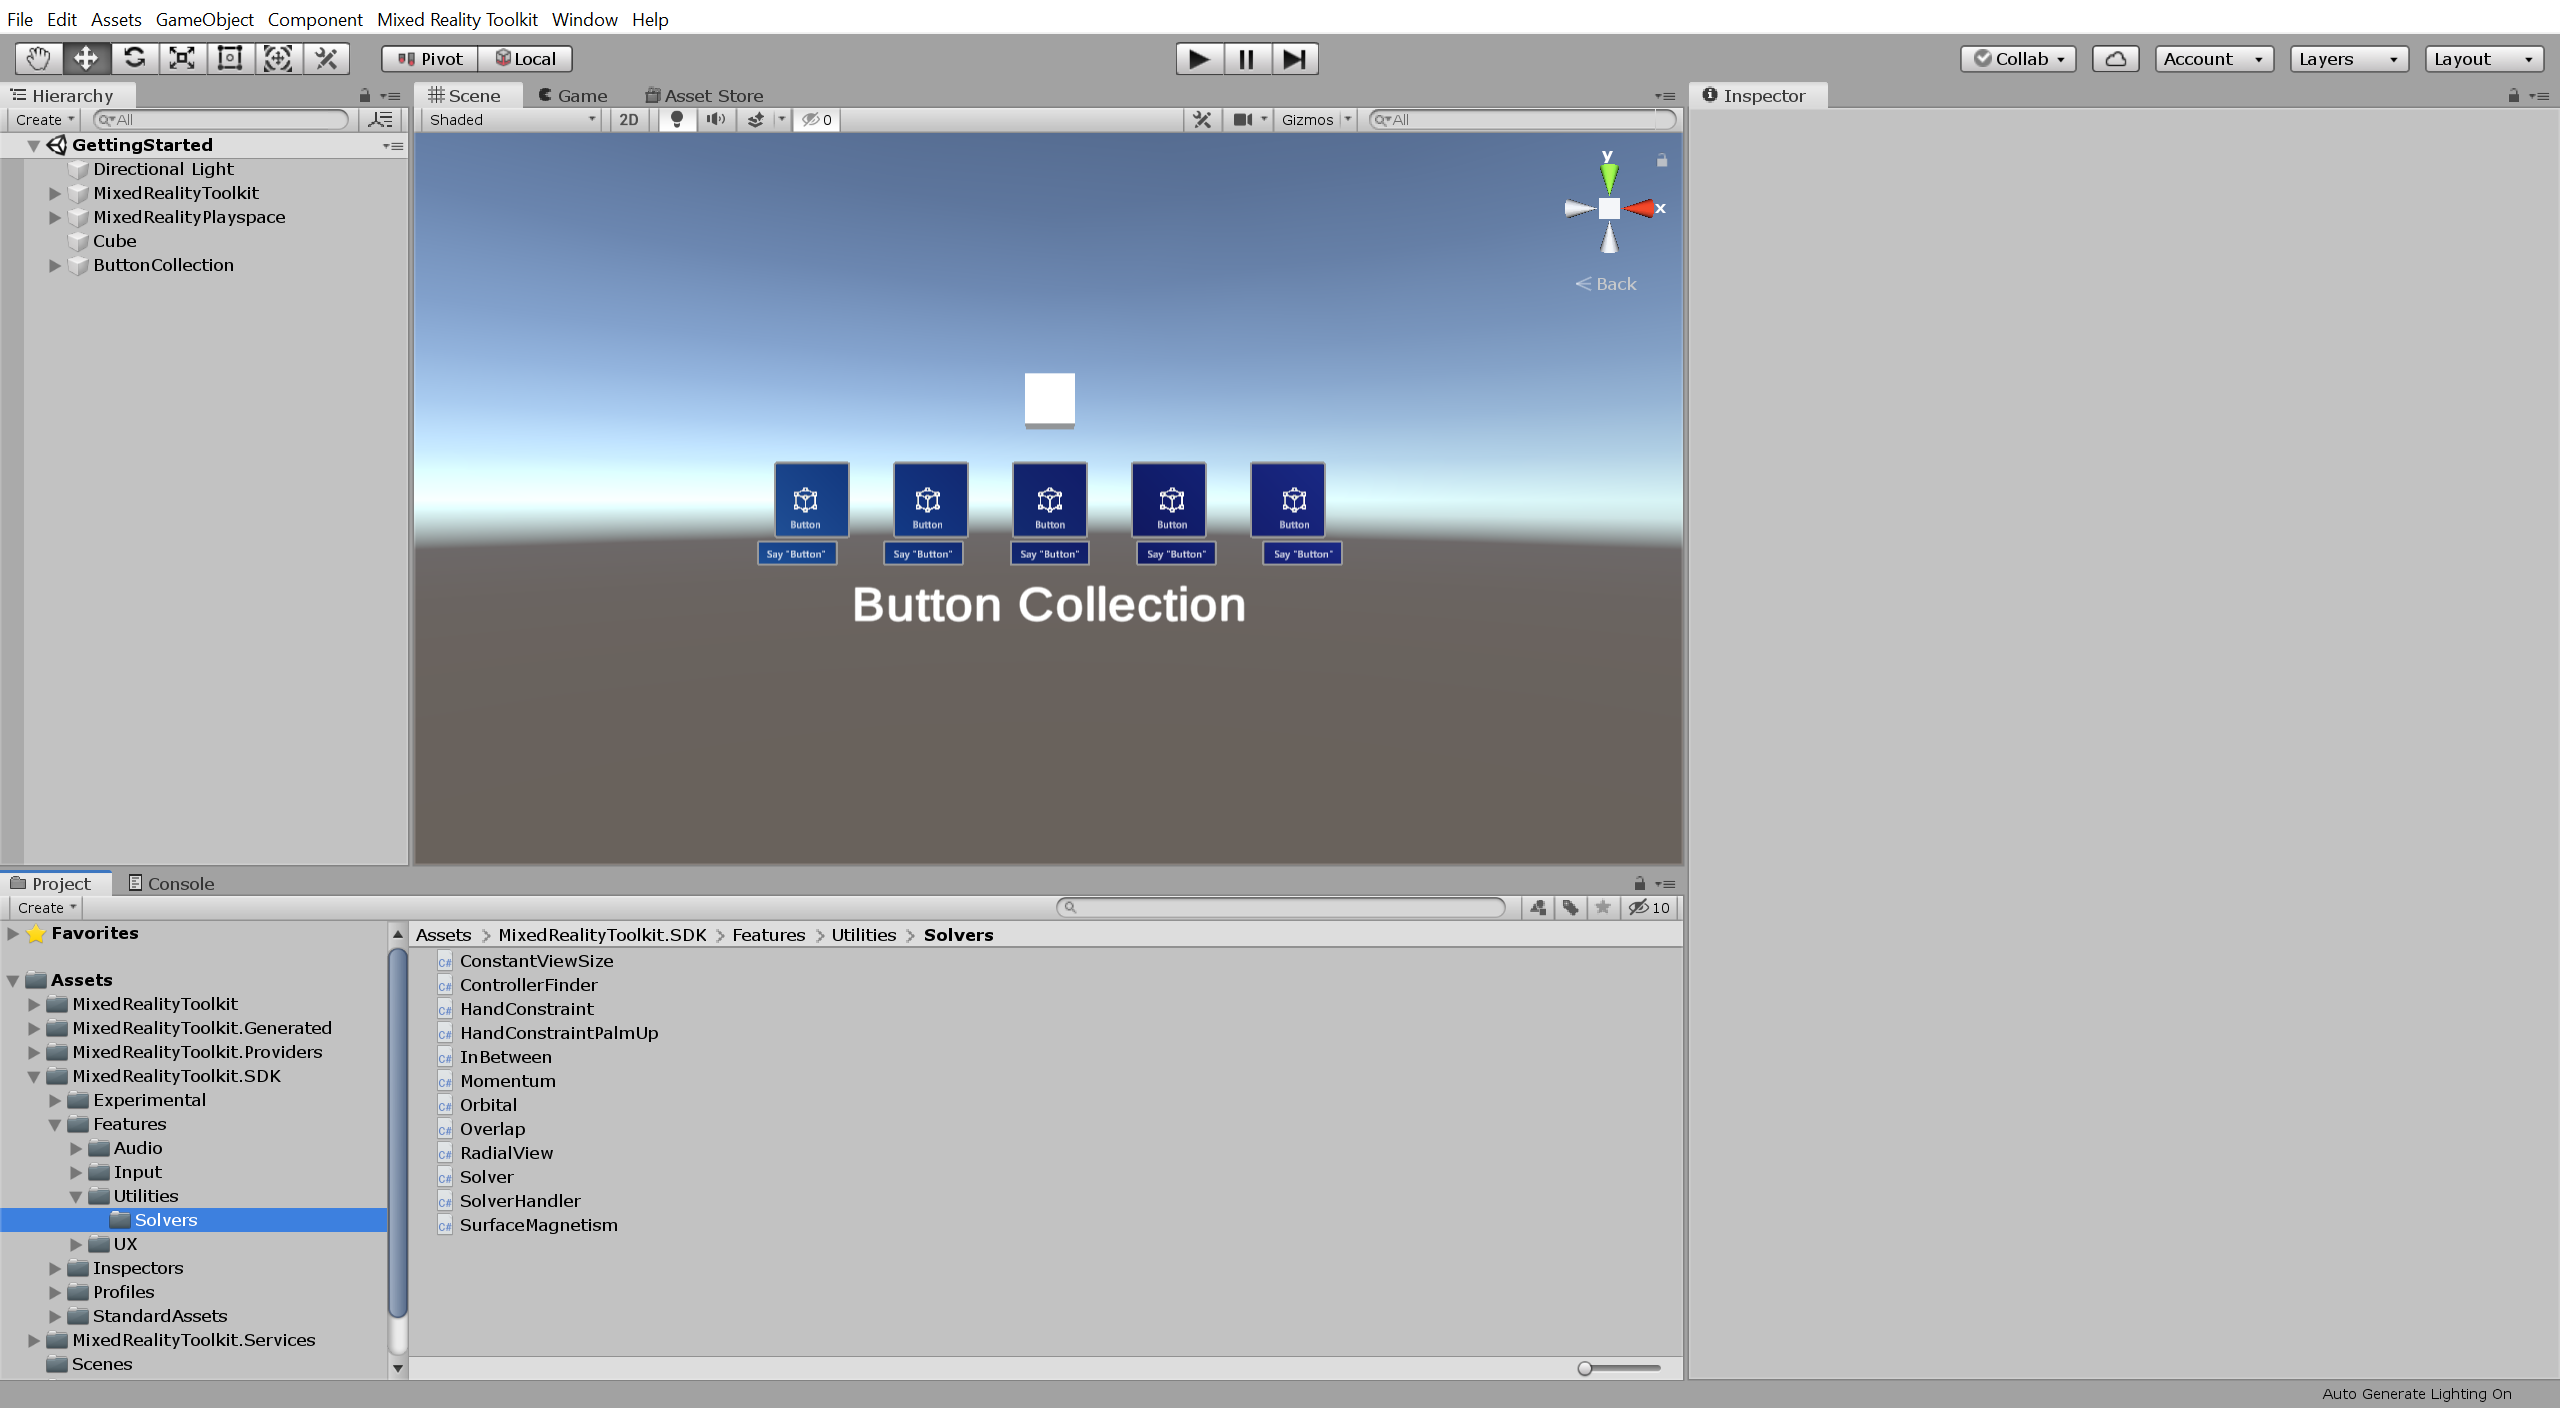 File Edit Assets GameObject Component Mixed Reality Toolkit Window Help
Pivot Local Collab Account Layers Layout
Hierarchy
Create All
GettingStarted
Directional Light
MixedRealityToolkit
MixedRealityPlayspace
Cube
ButtonCollection
Scene Game Asset Store
Shaded 2D 0 Gizmos All
y
x
Back
Button Button Button Button Button
Say "Button" Say "Button" Say "Button" Say "Button" Say "Button"
Button Collection
Inspector
Project Console
Create 10
Favorites
Assets
MixedRealityToolkit
MixedRealityToolkit.Generated
MixedRealityToolkit.Providers
MixedRealityToolkit.SDK
Experimental
Features
Audio
Input
Utilities
Solvers
UX
Inspectors
Profiles
StandardAssets
MixedRealityToolkit.Services
Scenes
Assets > MixedRealityToolkit.SDK > Features > Utilities > Solvers
C# ConstantViewSize
C# ControllerFinder
C# HandConstraint
C# HandConstraintPalmUp
C# InBetween
C# Momentum
C# Orbital
C# Overlap
C# RadialView
C# Solver
C# SolverHandler
C# SurfaceMagnetism
Auto Generate Lighting On